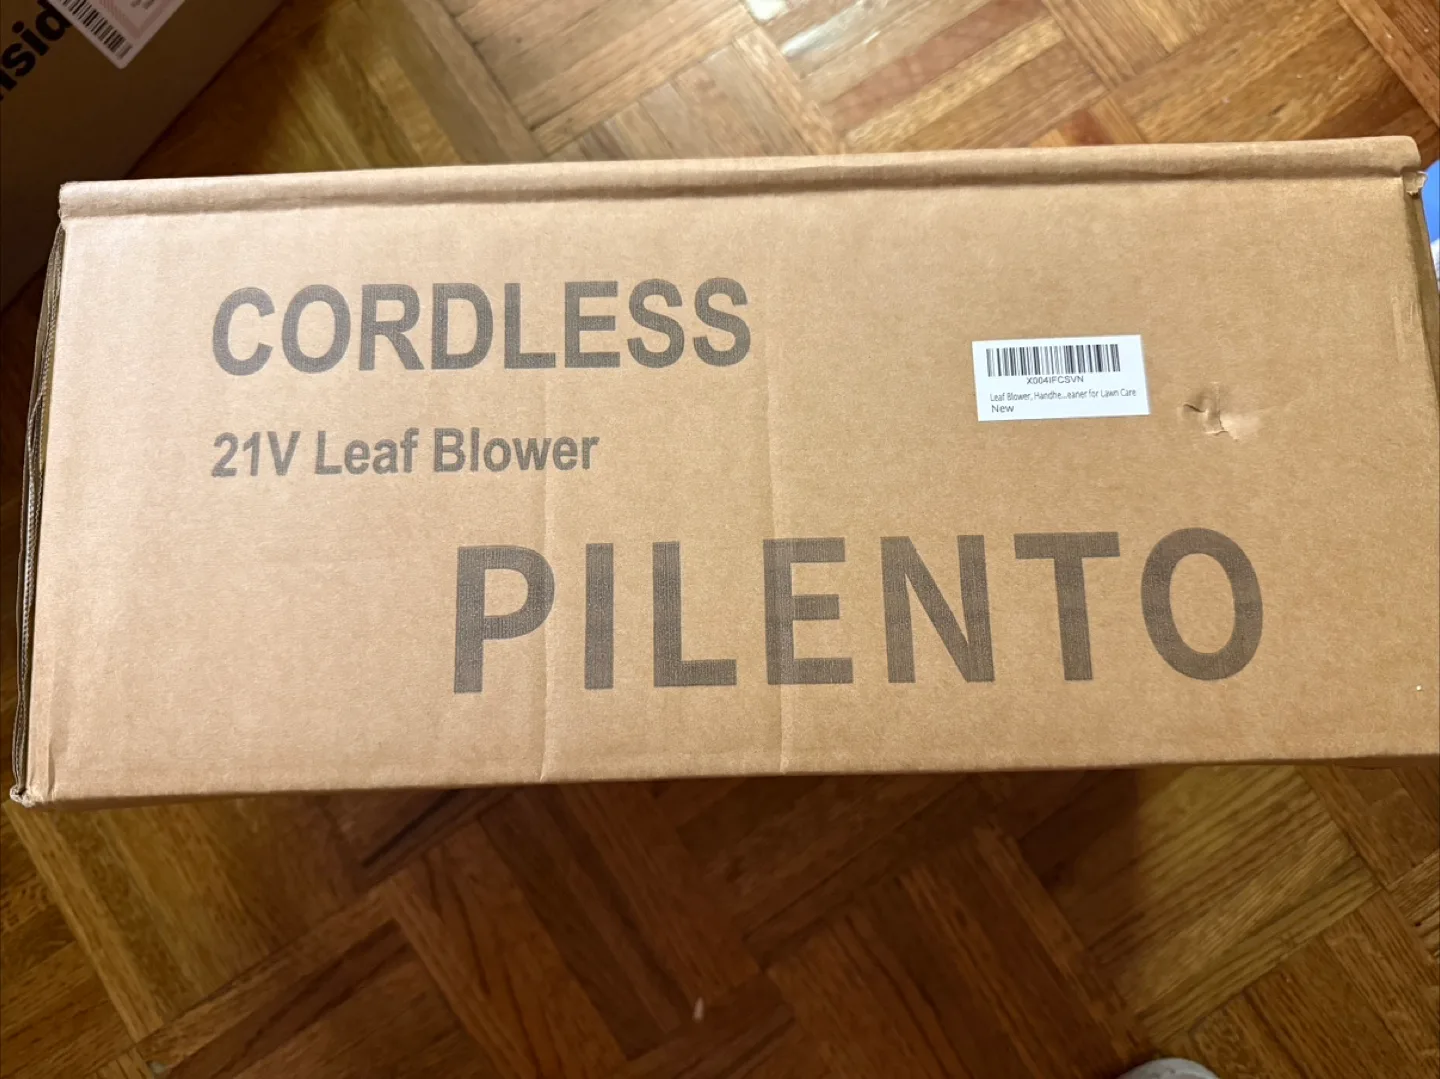 CORDLESS
21V Leaf Blower
PILENTO
X004IFCSVN
Leaf Blower, Handhe...eaner for Lawn Care
New